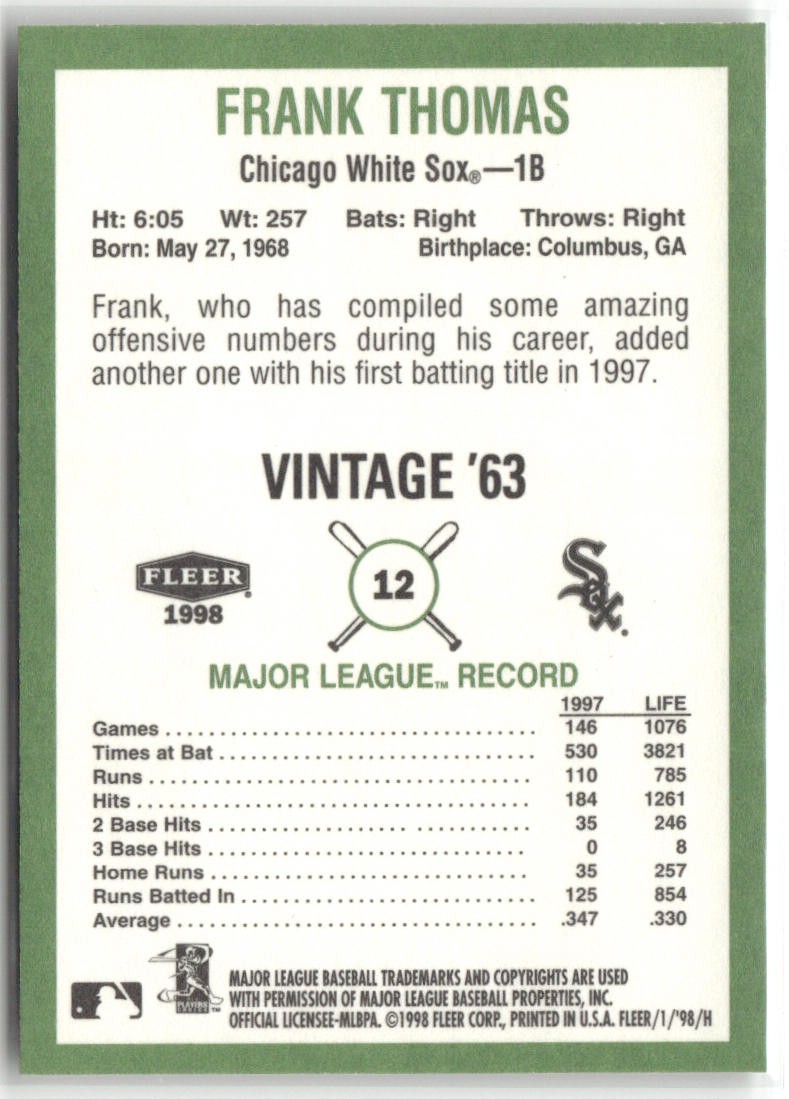 FRANK THOMAS
Chicago White Sox®—1B
Ht: 6:05 Wt: 257 Bats: Right Throws: Right
Born: May 27, 1968 Birthplace: Columbus, GA
Frank, who has compiled some amazing
offensive numbers during his career, added
another one with his first batting title in 1997.
VINTAGE '63
FLEER
1998
12
Sox
MAJOR LEAGUE™ RECORD
1997 LIFE
Games 146 1076
Times at Bat 530 3821
Runs 110 785
Hits 184 1261
2 Base Hits 35 246
3 Base Hits 0 8
Home Runs 35 257
Runs Batted In 125 854
Average .347 .330
PLAYERS CHOICE ™
MAJOR LEAGUE BASEBALL TRADEMARKS AND COPYRIGHTS ARE USED
WITH PERMISSION OF MAJOR LEAGUE BASEBALL PROPERTIES, INC.
OFFICIAL LICENSEE-MLBPA. ©1998 FLEER CORP., PRINTED IN U.S.A. FLEER/1/'98/H